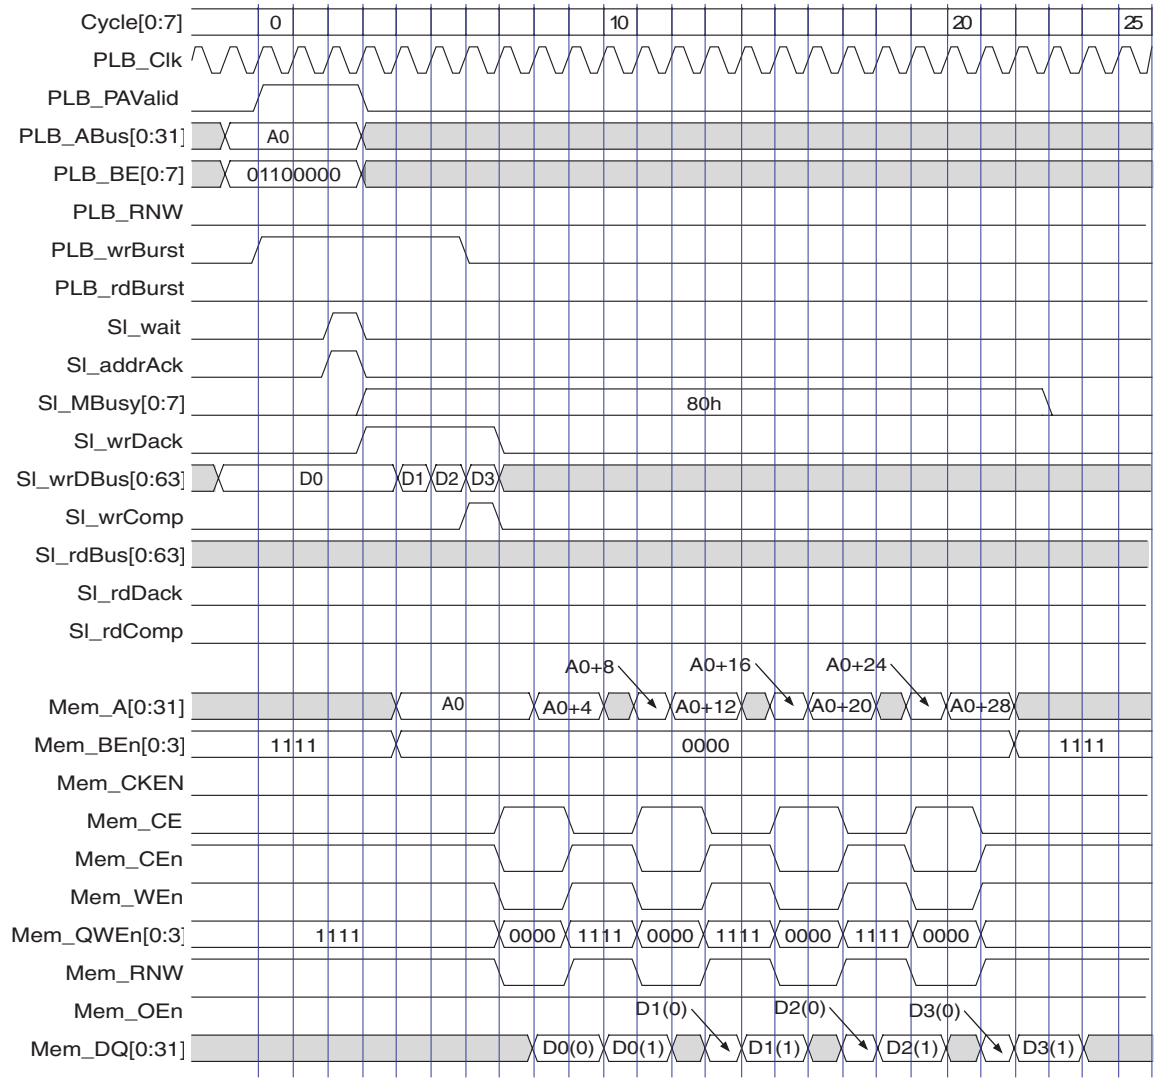 Cycle[0:7] 0 10 20 25
PLB_Clk
PLB_PAValid
PLB_ABus[0:31] A0
PLB_BE[0:7] 01100000
PLB_RNW
PLB_wrBurst
PLB_rdBurst
Sl_wait
Sl_addrAck
Sl_MBusy[0:7] 80h
Sl_wrDack
Sl_wrDBus[0:63] D0 D1 D2 D3
Sl_wrComp
Sl_rdBus[0:63]
Sl_rdDack
Sl_rdComp
A0+8 A0+16 A0+24
Mem_A[0:31] A0 A0+4 A0+12 A0+20 A0+28
Mem_BEn[0:3] 1111 0000 1111
Mem_CKEN
Mem_CE
Mem_CEn
Mem_WEn
Mem_QWEn[0:3] 1111 0000 1111 0000 1111 0000 1111 0000
Mem_RNW
Mem_OEn D1(0) D2(0) D3(0)
Mem_DQ[0:31] D0(0) D0(1) D1(1) D2(1) D3(1)